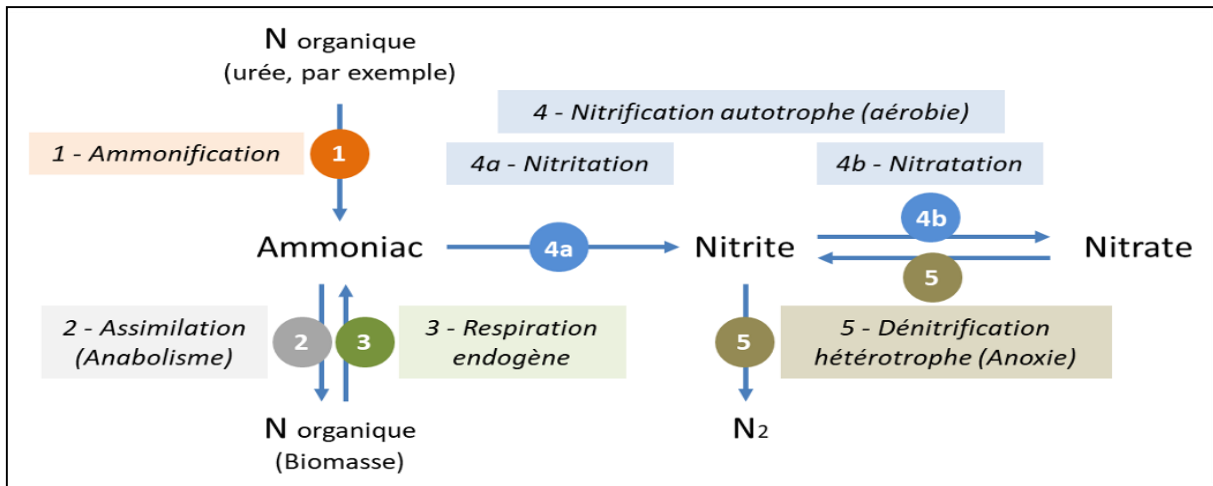 N organique
(urée, par exemple)
4 - Nitrification autotrophe (aérobie)
1 - Ammonification
1
4a - Nitritation
4b - Nitratation
4b
Ammoniac
4a
Nitrite
Nitrate
5
2 - Assimilation
(Anabolisme)
2
3
3 - Respiration
endogène
5
5 - Dénitrification
hétérotrophe (Anoxie)
N organique
(Biomasse)
N2